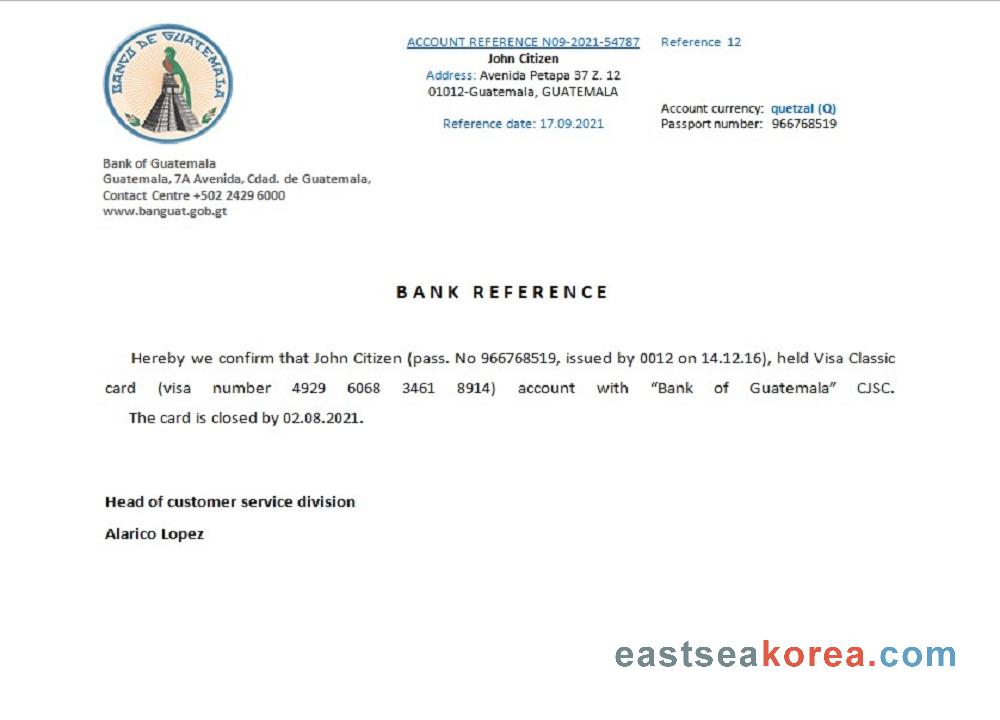 BANCO DE GUATEMALA
ACCOUNT REFERENCE N09-2021-54787
John Citizen
Address: Avenida Petapa 37 Z. 12
01012-Guatemala, GUATEMALA
Reference date: 17.09.2021
Reference 12
Account currency: quetzal (Q)
Passport number: 966768519
Bank of Guatemala
Guatemala, 7A Avenida, Cdad. de Guatemala,
Contact Centre +502 2429 6000
www.banguat.gob.gt
BANK REFERENCE
Hereby we confirm that John Citizen (pass. No 966768519, issued by 0012 on 14.12.16), held Visa Classic
card (visa number 4929 6068 3461 8914) account with “Bank of Guatemala” CJSC.
The card is closed by 02.08.2021.
Head of customer service division
Alarico Lopez
eastseakorea.com